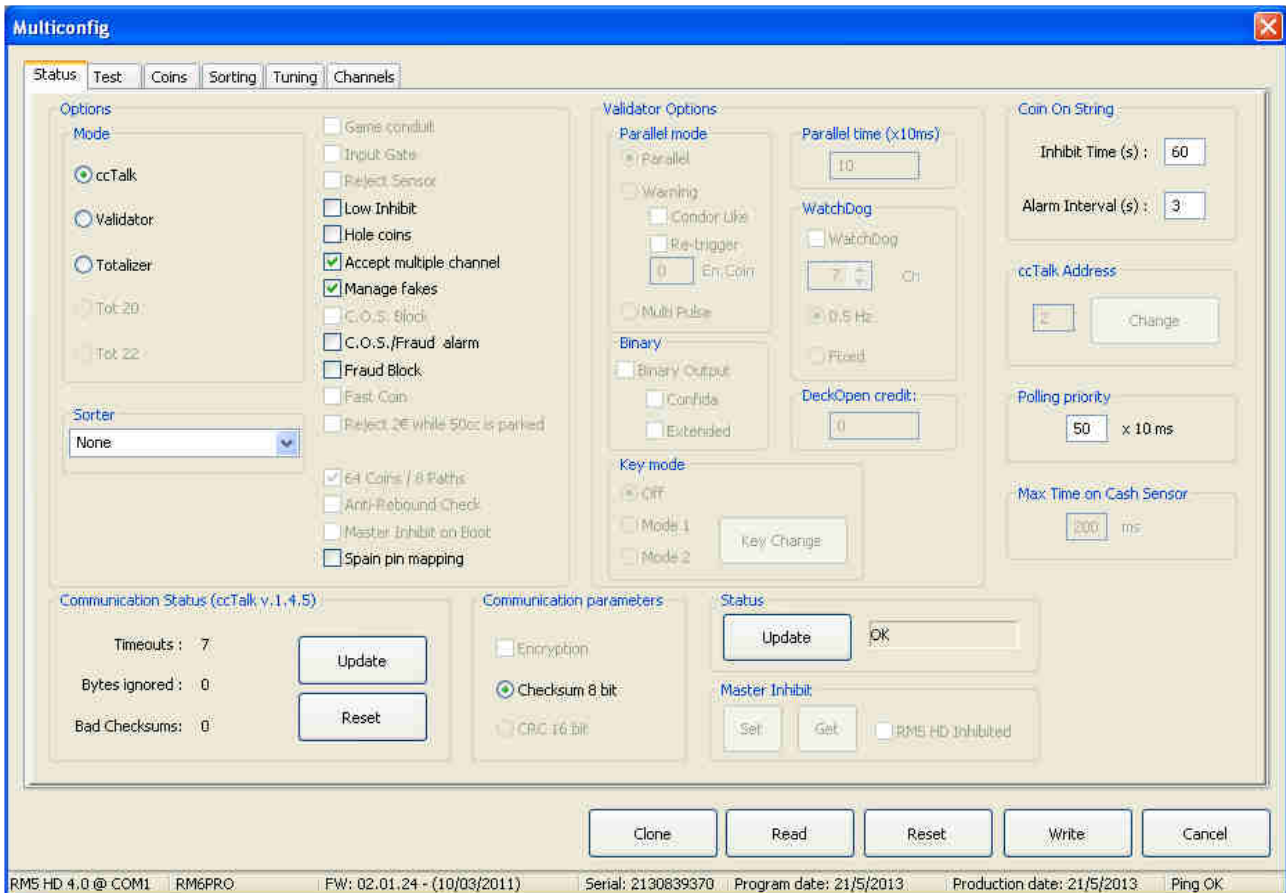 Multiconfig
Status Test Coins Sorting Tuning Channels
Options
Mode
ccTalk
Validator
Totalizer
Tot 20
Tot 22
Sorter
None
Game conduit
Input Gate
Reject Sensor
Low Inhibit
Hole coins
Accept multiple channel
Manage fakes
C.O.S. Block
C.O.S./Fraud alarm
Fraud Block
Fast Coin
Reject 2€ while 50cc is parked
64 Coins / 8 Paths
Anti-Rebound Check
Master Inhibit on Boot
Spain pin mapping
Validator Options
Parallel mode
Parallel
Warning
Condor Like
Re-trigger
0 En.Coin
Multi Pulse
Binary
Binary Output
Confida
Extended
Key mode
Off
Mode 1
Mode 2
Key Change
Parallel time (x10ms)
10
WatchDog
WatchDog
7 Ch
0.5 Hz
Fixed
DeckOpen credit:
0
Coin On String
Inhibit Time (s) : 60
Alarm Interval (s) : 3
ccTalk Address
2 Change
Polling priority
50 x 10 ms
Max Time on Cash Sensor
200 ms
Communication Status (ccTalk v.1.4.5)
Timeouts : 7
Bytes ignored : 0
Bad Checksums: 0
Update
Reset
Communication parameters
Encryption
Checksum 8 bit
CRC 16 bit
Status
Update OK
Master Inhibit
Set Get RM5 HD Inhibited
Clone Read Reset Write Cancel
RM5 HD 4.0 @ COM1 RM6PRO FW: 02.01.24 - (10/03/2011) Serial: 2130839370 Program date: 21/5/2013 Production date: 21/5/2013 Ping OK